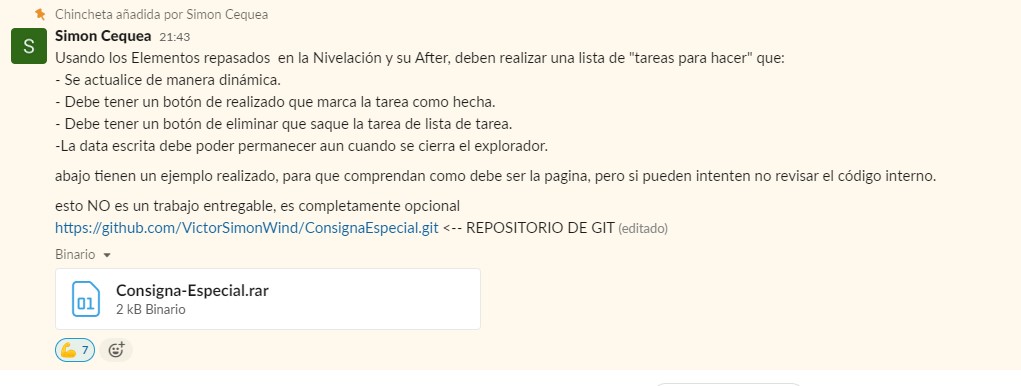 Chincheta añadida por Simon Cequea
S
Simon Cequea 21:43
Usando los Elementos repasados en la Nivelación y su After, deben realizar una lista de "tareas para hacer" que:
- Se actualice de manera dinámica.
- Debe tener un botón de realizado que marca la tarea como hecha.
- Debe tener un botón de eliminar que saque la tarea de lista de tarea.
-La data escrita debe poder permanecer aun cuando se cierra el explorador.
abajo tienen un ejemplo realizado, para que comprendan como debe ser la pagina, pero si pueden intenten no revisar el código interno.
esto NO es un trabajo entregable, es completamente opcional
https://github.com/VictorSimonWind/ConsignaEspecial.git <-- REPOSITORIO DE GIT (editado)
Binario
01
Consigna-Especial.rar
2 kB Binario
7